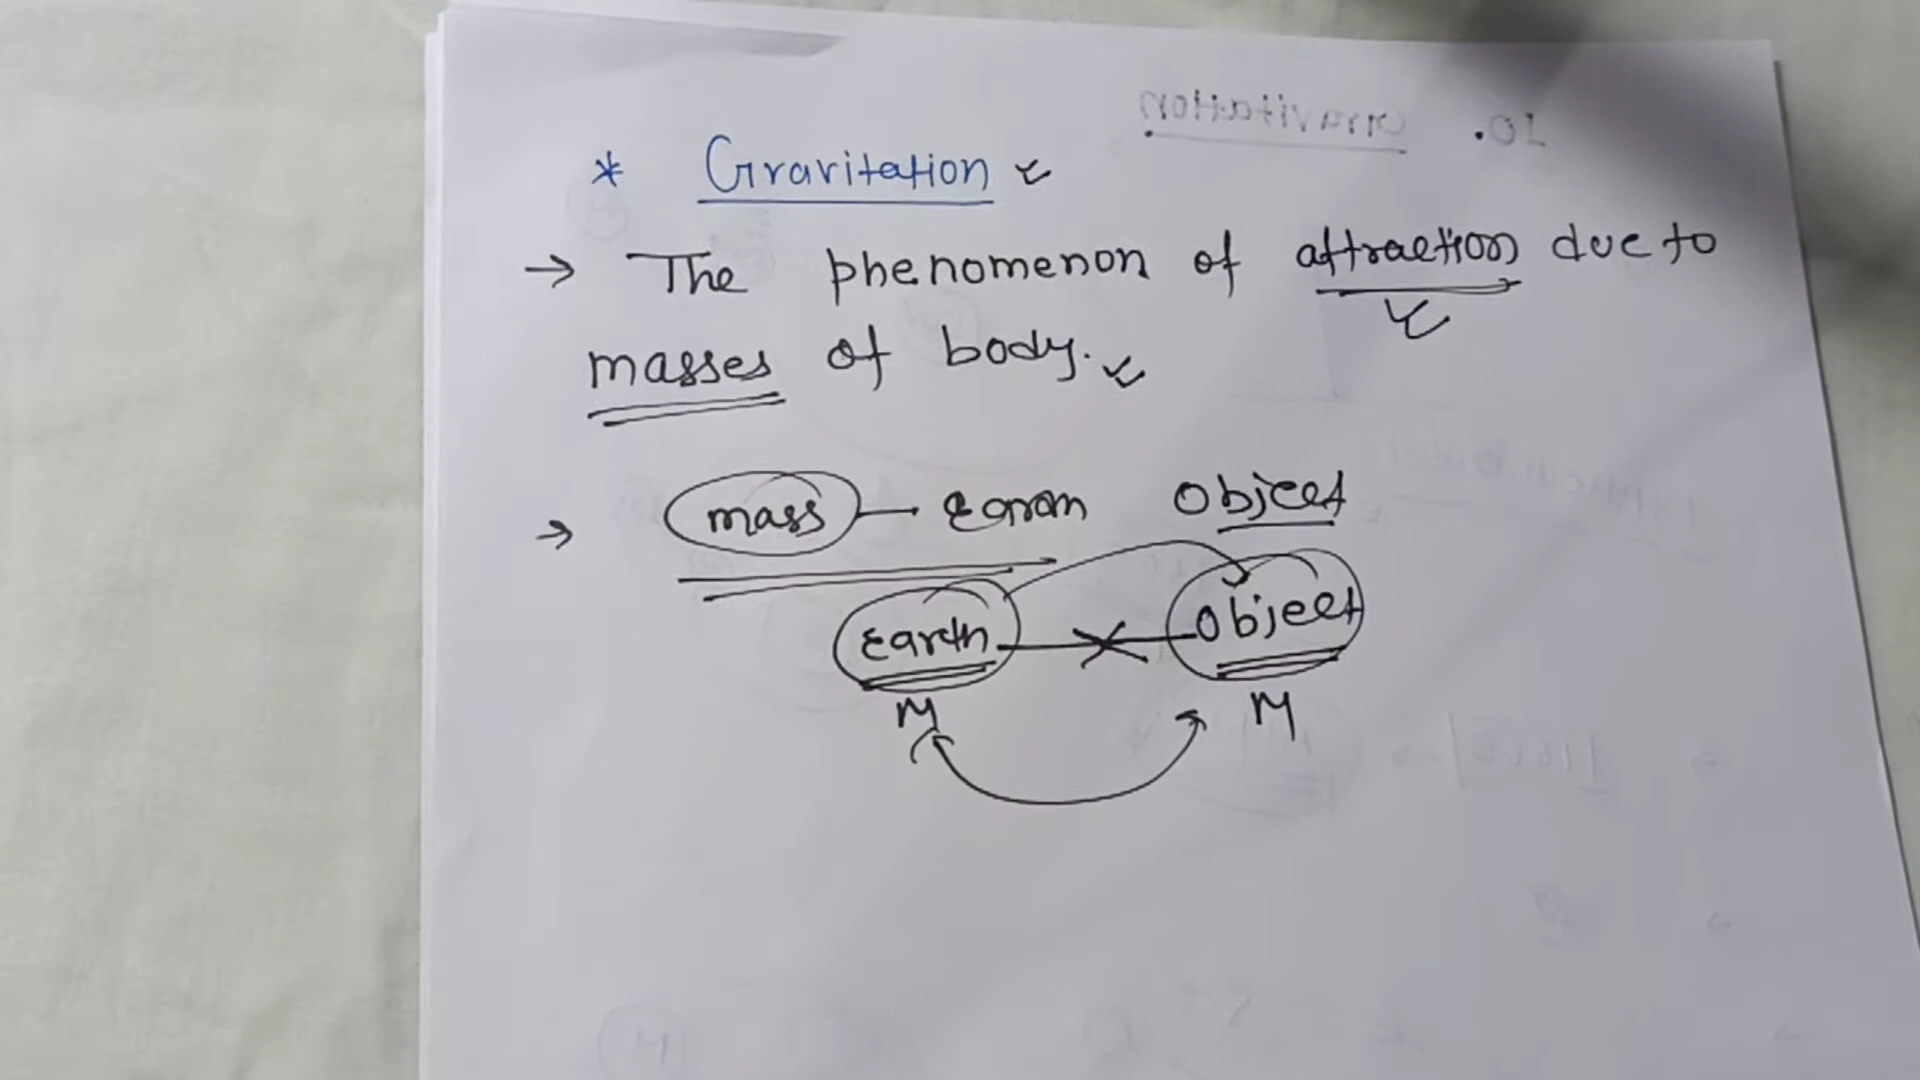 * Gravitation
→ The phenomenon of attraction due to
masses of body.
→ mass — Object
Earth — Object
M M